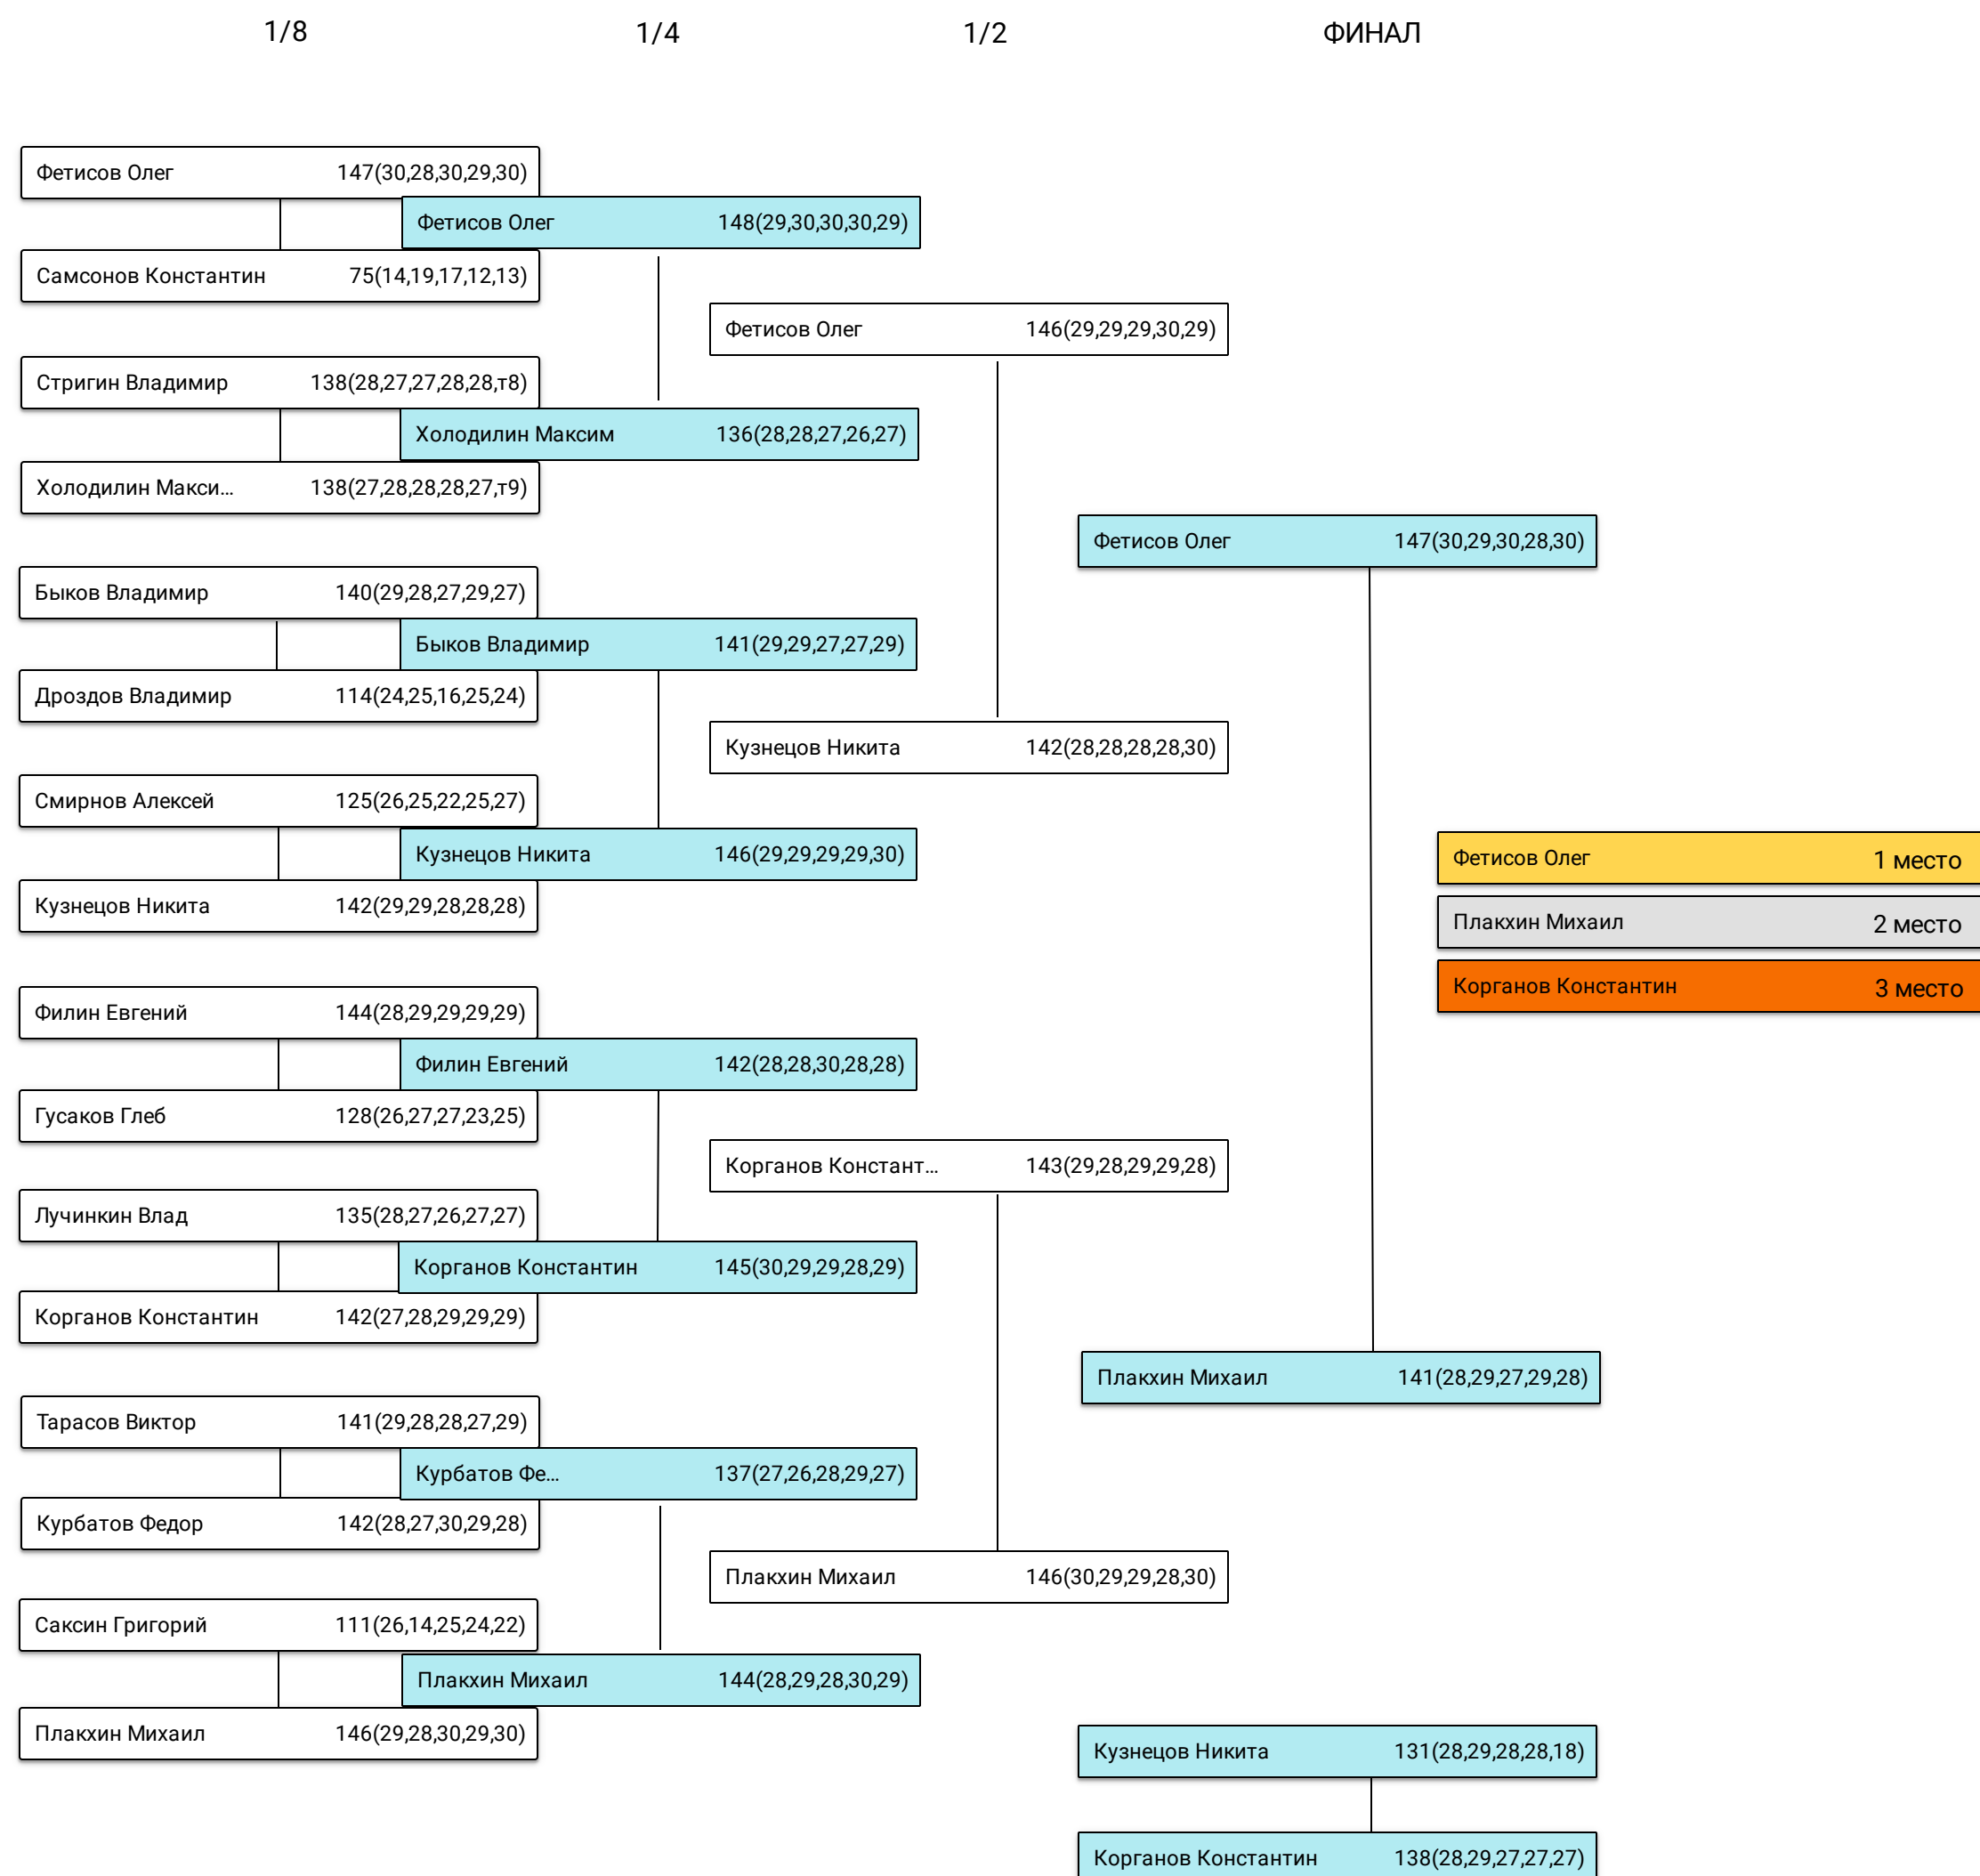 1/8 1/4 1/2 ФИНАЛ
Фетисов Олег 147(30,28,30,29,30)
Фетисов Олег 148(29,30,30,30,29)
Самсонов Константин 75(14,19,17,12,13)
Фетисов Олег 146(29,29,29,30,29)
Стригин Владимир 138(28,27,27,28,28,т8)
Холодилин Максим 136(28,28,27,26,27)
Холодилин Макси... 138(27,28,28,28,27,т9)
Фетисов Олег 147(30,29,30,28,30)
Быков Владимир 140(29,28,27,29,27)
Быков Владимир 141(29,29,27,27,29)
Дроздов Владимир 114(24,25,16,25,24)
Кузнецов Никита 142(28,28,28,28,30)
Смирнов Алексей 125(26,25,22,25,27)
Кузнецов Никита 146(29,29,29,29,30)
Фетисов Олег 1 место
Кузнецов Никита 142(29,29,28,28,28)
Плакхин Михаил 2 место
Корганов Константин 3 место
Филин Евгений 144(28,29,29,29,29)
Филин Евгений 142(28,28,30,28,28)
Гусаков Глеб 128(26,27,27,23,25)
Корганов Констант... 143(29,28,29,29,28)
Лучинкин Влад 135(28,27,26,27,27)
Корганов Константин 145(30,29,29,28,29)
Корганов Константин 142(27,28,29,29,29)
Плакхин Михаил 141(28,29,27,29,28)
Тарасов Виктор 141(29,28,28,27,29)
Курбатов Фе... 137(27,26,28,29,27)
Курбатов Федор 142(28,27,30,29,28)
Плакхин Михаил 146(30,29,29,28,30)
Саксин Григорий 111(26,14,25,24,22)
Плакхин Михаил 144(28,29,28,30,29)
Плакхин Михаил 146(29,28,30,29,30)
Кузнецов Никита 131(28,29,28,28,18)
Корганов Константин 138(28,29,27,27,27)